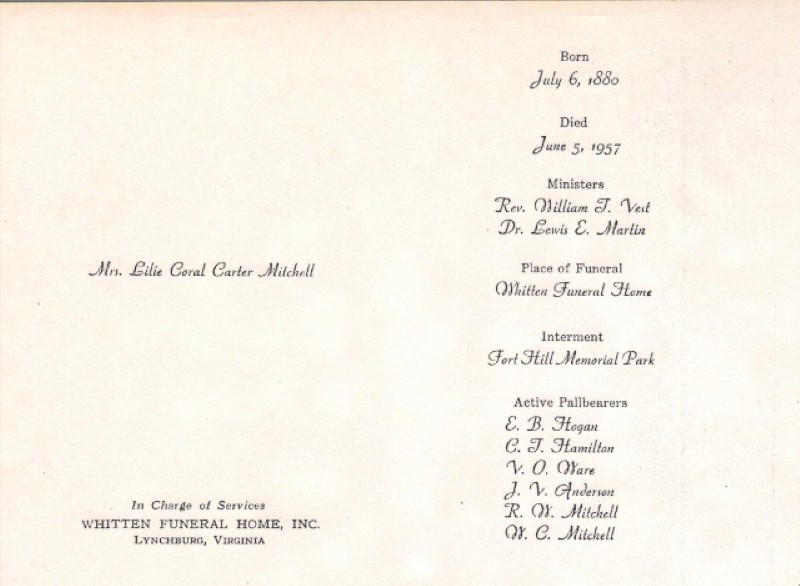 Mrs. Lilie Coral Carter Mitchell
In Charge of Services
WHITTEN FUNERAL HOME, INC.
LYNCHBURG, VIRGINIA
Born
July 6, 1880
Died
June 5, 1957
Ministers
Rev. William T. Vest
Dr. Lewis E. Martin
Place of Funeral
Whitten Funeral Home
Interment
Fort Hill Memorial Park
Active Pallbearers
E. B. Hogan
C. T. Hamilton
V. O. Ware
J. V. Anderson
R. W. Mitchell
W. C. Mitchell